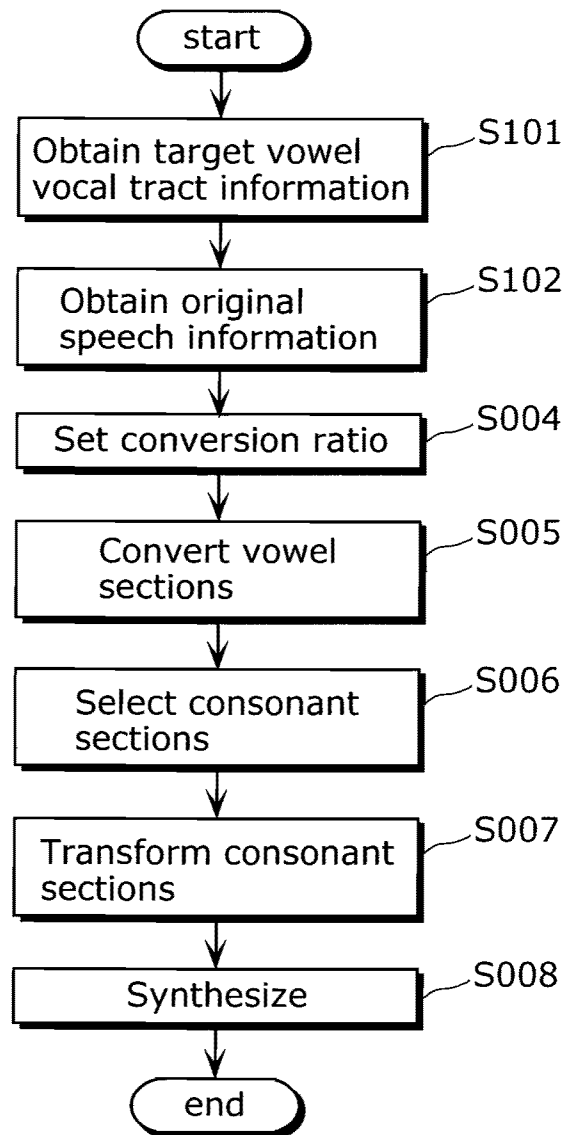 start
Obtain target vowel
vocal tract information
S101
Obtain original
speech information
S102
Set conversion ratio
S004
Convert vowel
sections
S005
Select consonant
sections
S006
Transform consonant
sections
S007
Synthesize
S008
end